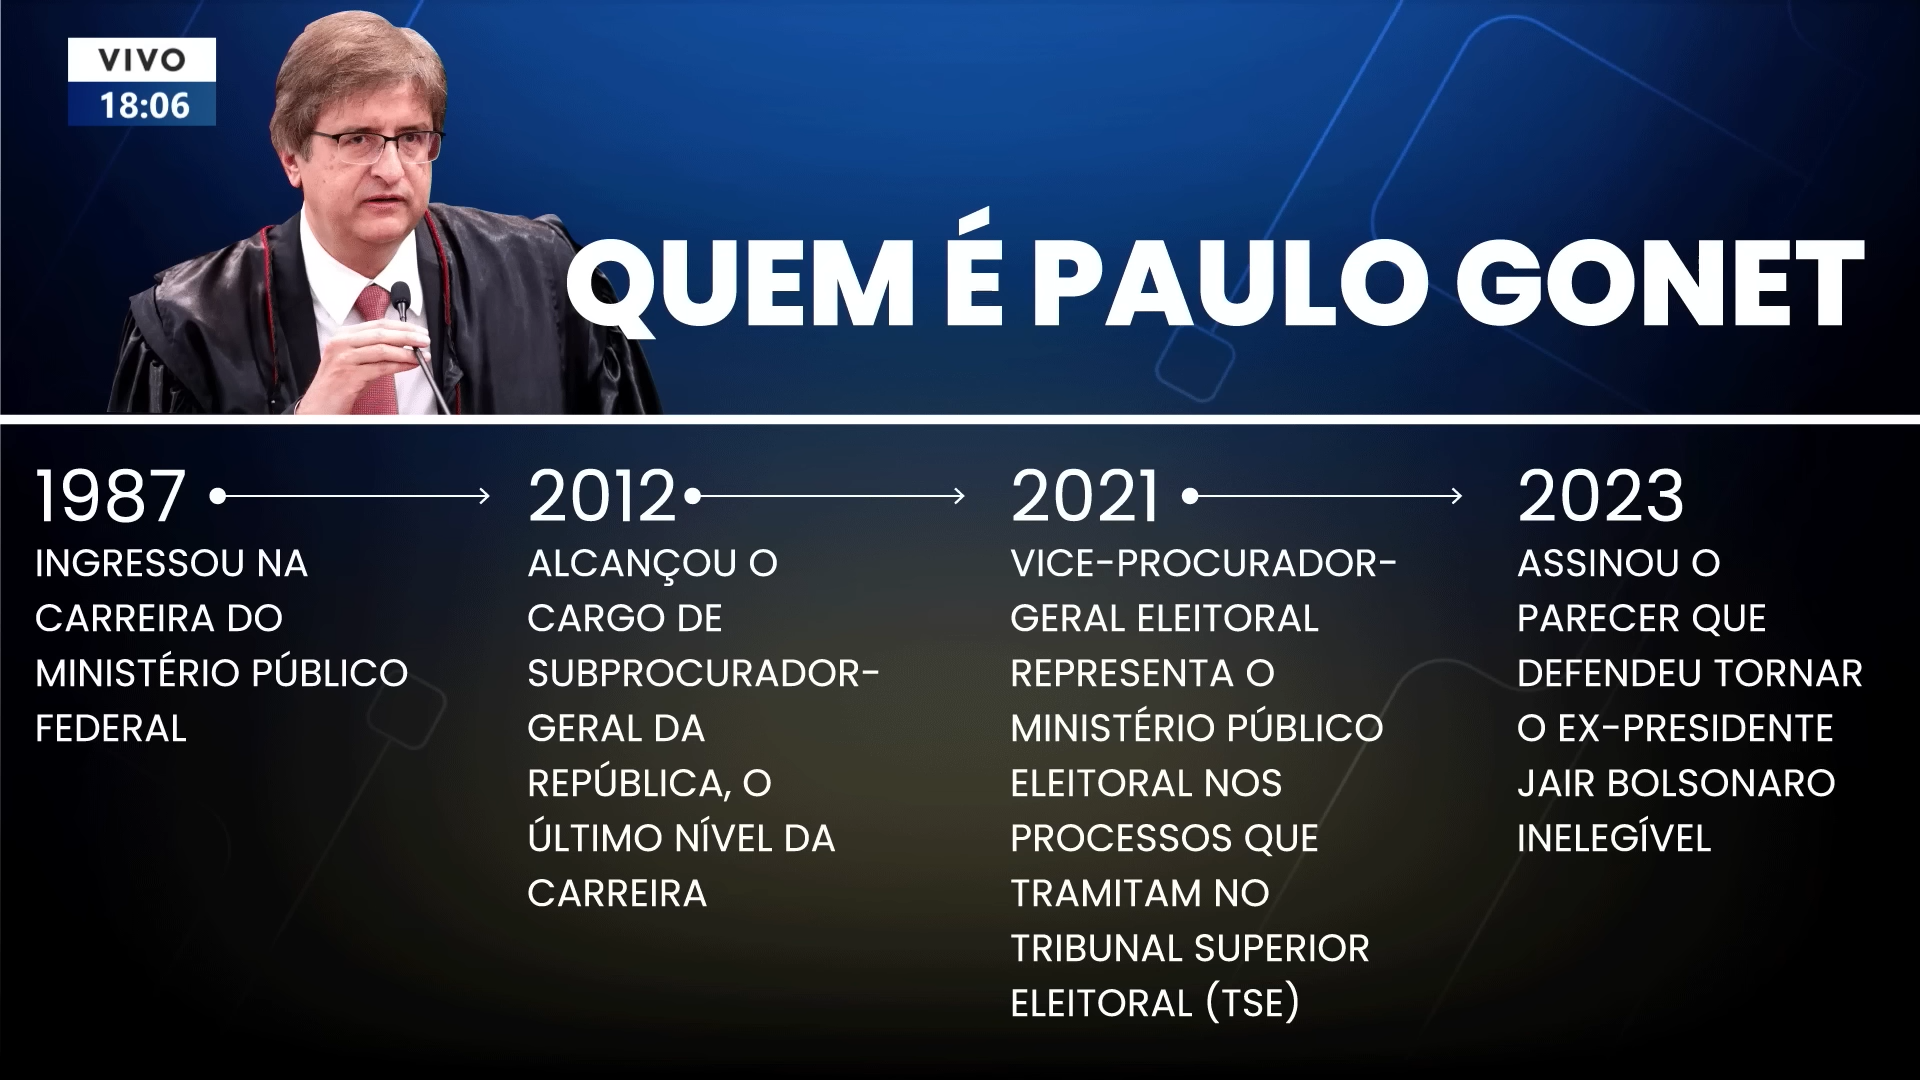 VIVO
18:06
QUEM É PAULO GONET
1987
INGRESSOU NA
CARREIRA DO
MINISTÉRIO PÚBLICO
FEDERAL
2012
ALCANÇOU O
CARGO DE
SUBPROCURADOR-
GERAL DA
REPÚBLICA, O
ÚLTIMO NÍVEL DA
CARREIRA
2021
VICE-PROCURADOR-
GERAL ELEITORAL
REPRESENTA O
MINISTÉRIO PÚBLICO
ELEITORAL NOS
PROCESSOS QUE
TRAMITAM NO
TRIBUNAL SUPERIOR
ELEITORAL (TSE)
2023
ASSINOU O
PARECER QUE
DEFENDEU TORNAR
O EX-PRESIDENTE
JAIR BOLSONARO
INELEGÍVEL